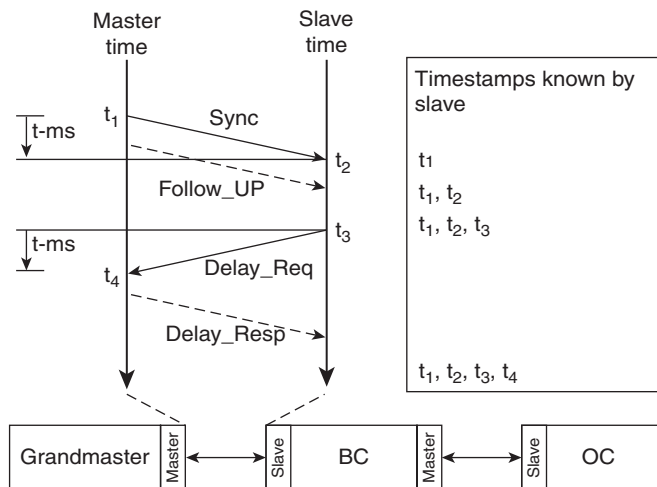 Master
time
Slave
time
Timestamps known by
slave
t1
t-ms
Sync
t2
t1
Follow_UP
t1, t2
t3
t1, t2, t3
t-ms
t4
Delay_Req
Delay_Resp
t1, t2, t3, t4
Grandmaster
Master
Slave
BC
Master
Slave
OC